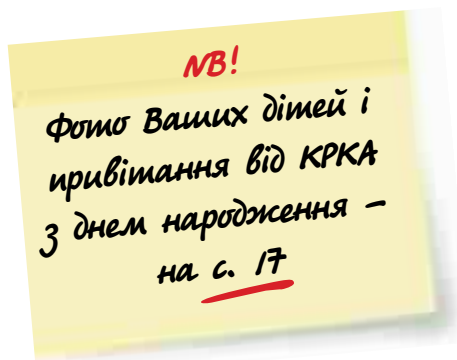 NB!
Фото Ваших дітей і
привітання від КРКА
З днем народження –
на с. 17